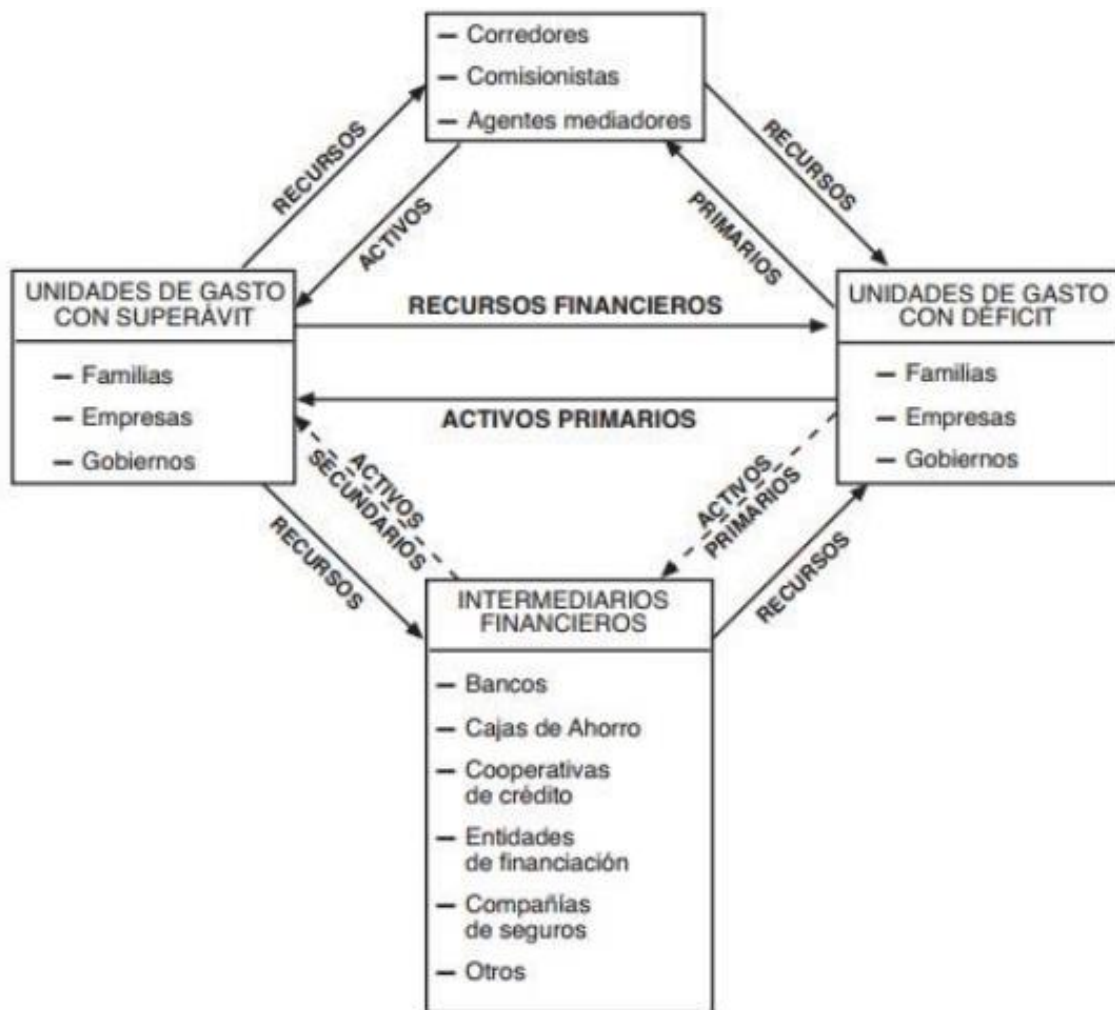 — Corredores
— Comisionistas
— Agentes mediadores
RECURSOS
ACTIVOS
PRIMARIOS
RECURSOS
UNIDADES DE GASTO
CON SUPERÁVIT
— Familias
— Empresas
— Gobiernos
RECURSOS FINANCIEROS
ACTIVOS PRIMARIOS
UNIDADES DE GASTO
CON DÉFICIT
— Familias
— Empresas
— Gobiernos
ACTIVOS
SECUNDARIOS
RECURSOS
ACTIVOS
PRIMARIOS
RECURSOS
INTERMEDIARIOS
FINANCIEROS
— Bancos
— Cajas de Ahorro
— Cooperativas
de crédito
— Entidades
de financiación
— Compañías
de seguros
— Otros